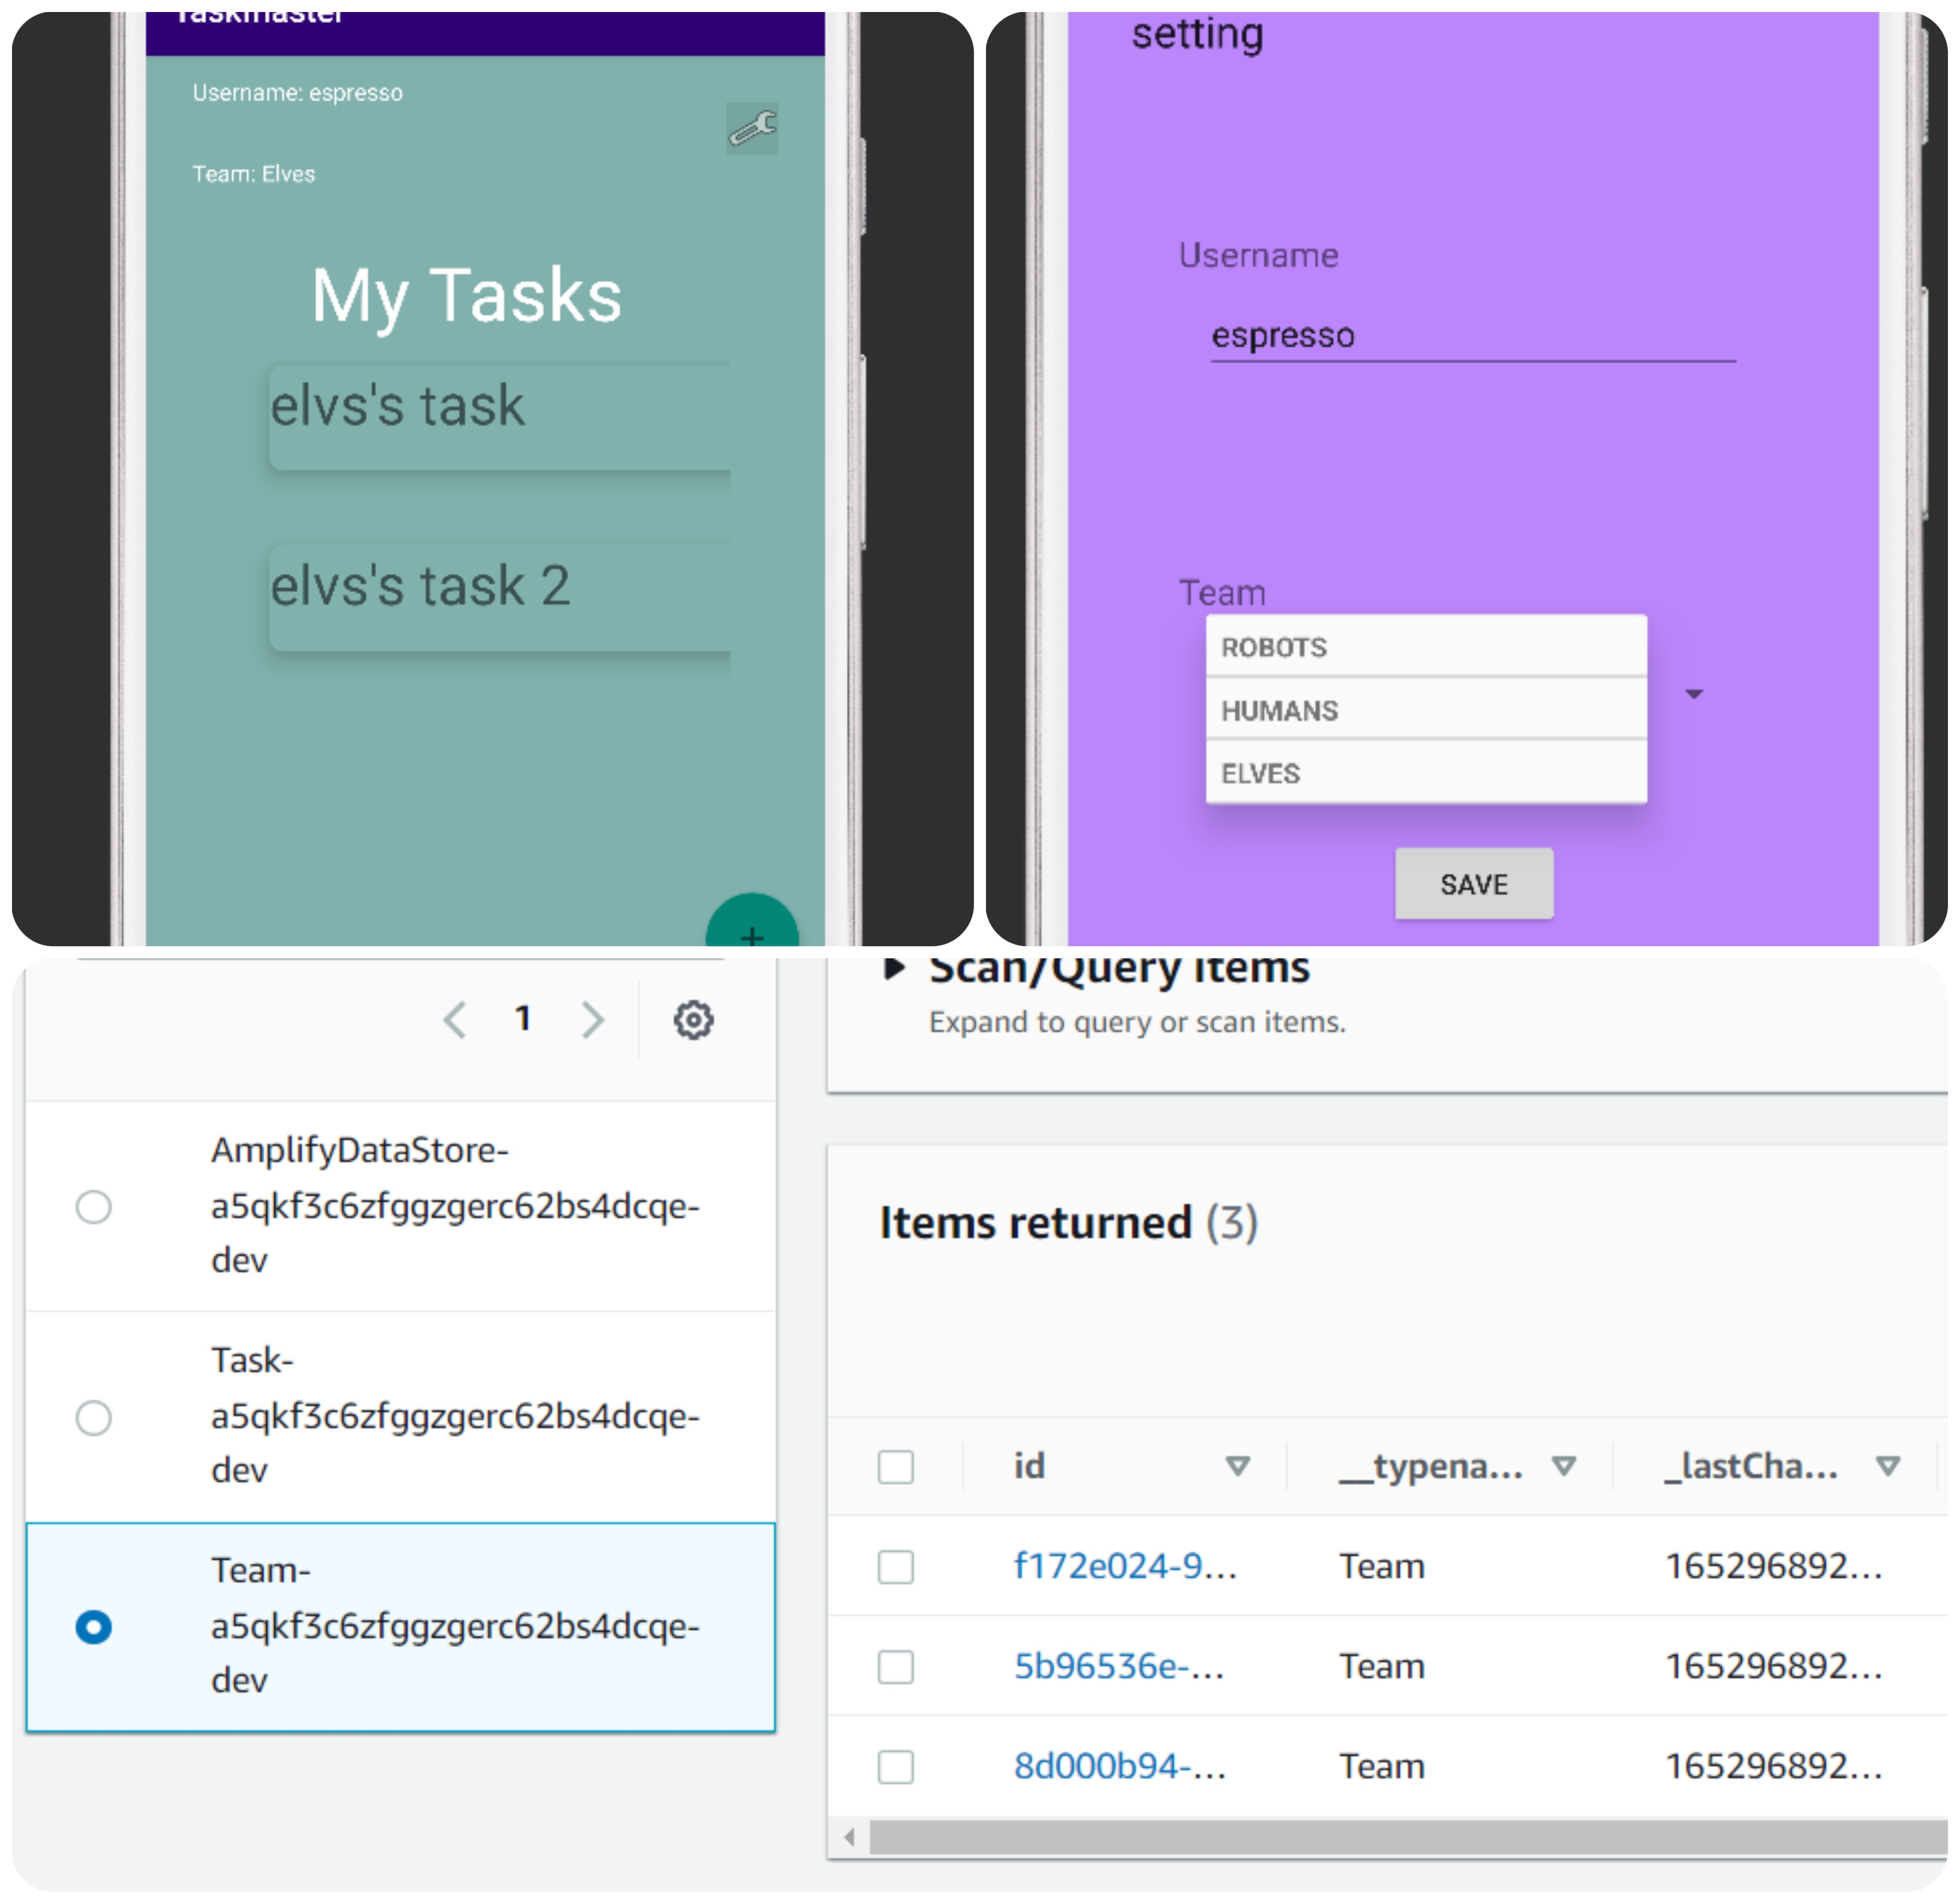 Taskmaster
Username: espresso
Team: Elves
My Tasks
elvs's task
elvs's task 2
+
setting
Username
espresso
Team
ROBOTS
HUMANS
ELVES
SAVE
1
AmplifyDataStore-
a5qkf3c6zfggzgerc62bs4dcqe-
dev
Task-
a5qkf3c6zfggzgerc62bs4dcqe-
dev
Team-
a5qkf3c6zfggzgerc62bs4dcqe-
dev
Scan/Query items
Expand to query or scan items.
Items returned (3)
id __typena... _lastCha...
f172e024-9... Team 165296892...
5b96536e-... Team 165296892...
8d000b94-... Team 165296892...